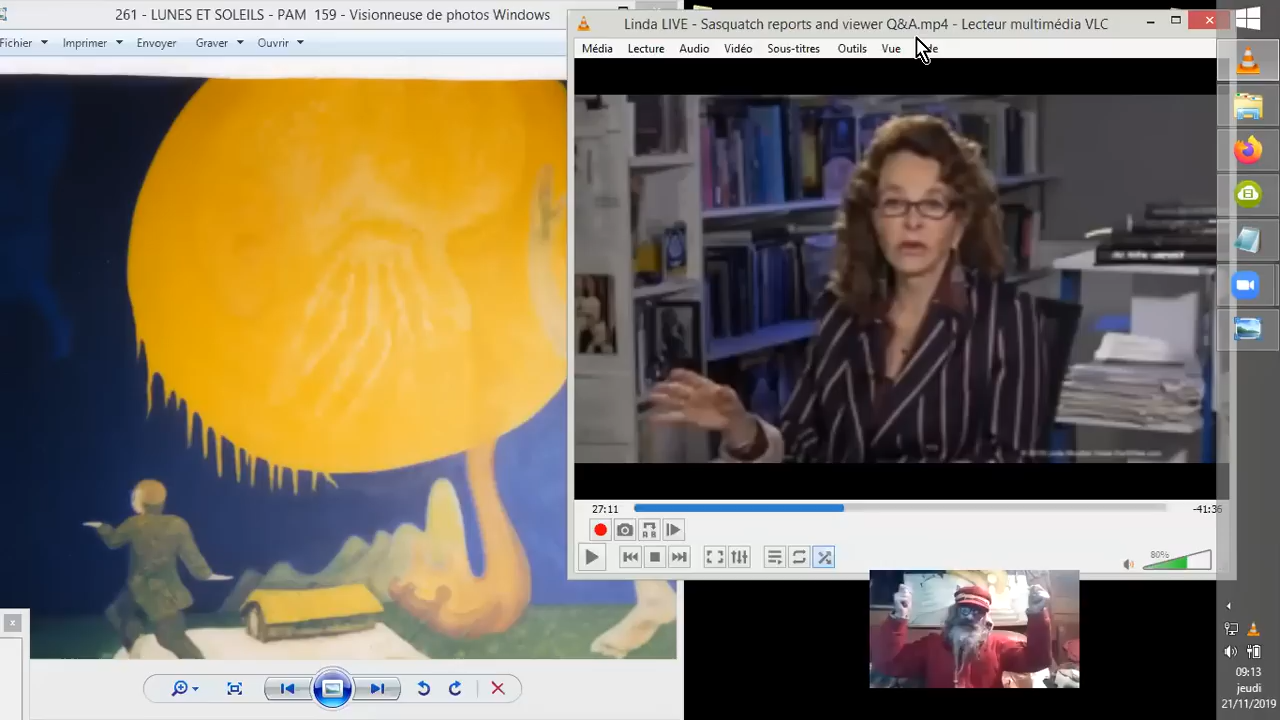 261 - LUNES ET SOLEILS - PAM 159 - Visionneuse de photos Windows
Fichier
Imprimer
Envoyer
Graver
Ouvrir
Linda LIVE - Sasquatch reports and viewer Q&A.mp4 - Lecteur multimédia VLC
Média
Lecture
Audio
Vidéo
Sous-titres
Outils
Vue
27:11
-41:36
80%
09:13
jeudi
21/11/2019